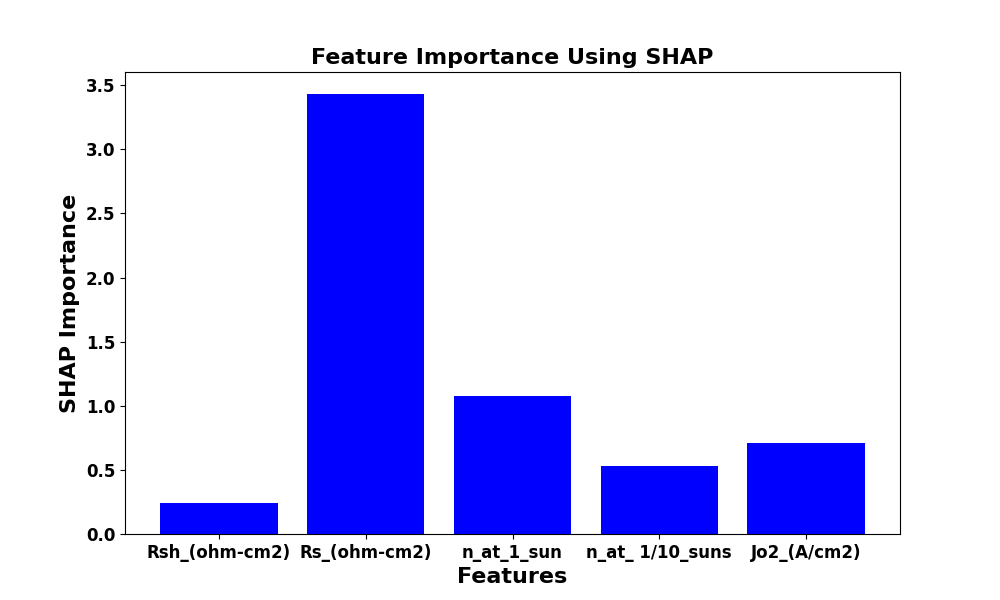 Feature Importance Using SHAP
SHAP Importance
3.5
3.0
2.5
2.0
1.5
1.0
0.5
0.0
Rsh_(ohm-cm2) Rs_(ohm-cm2) n_at_1_sun n_at_ 1/10_suns Jo2_(A/cm2)
Features